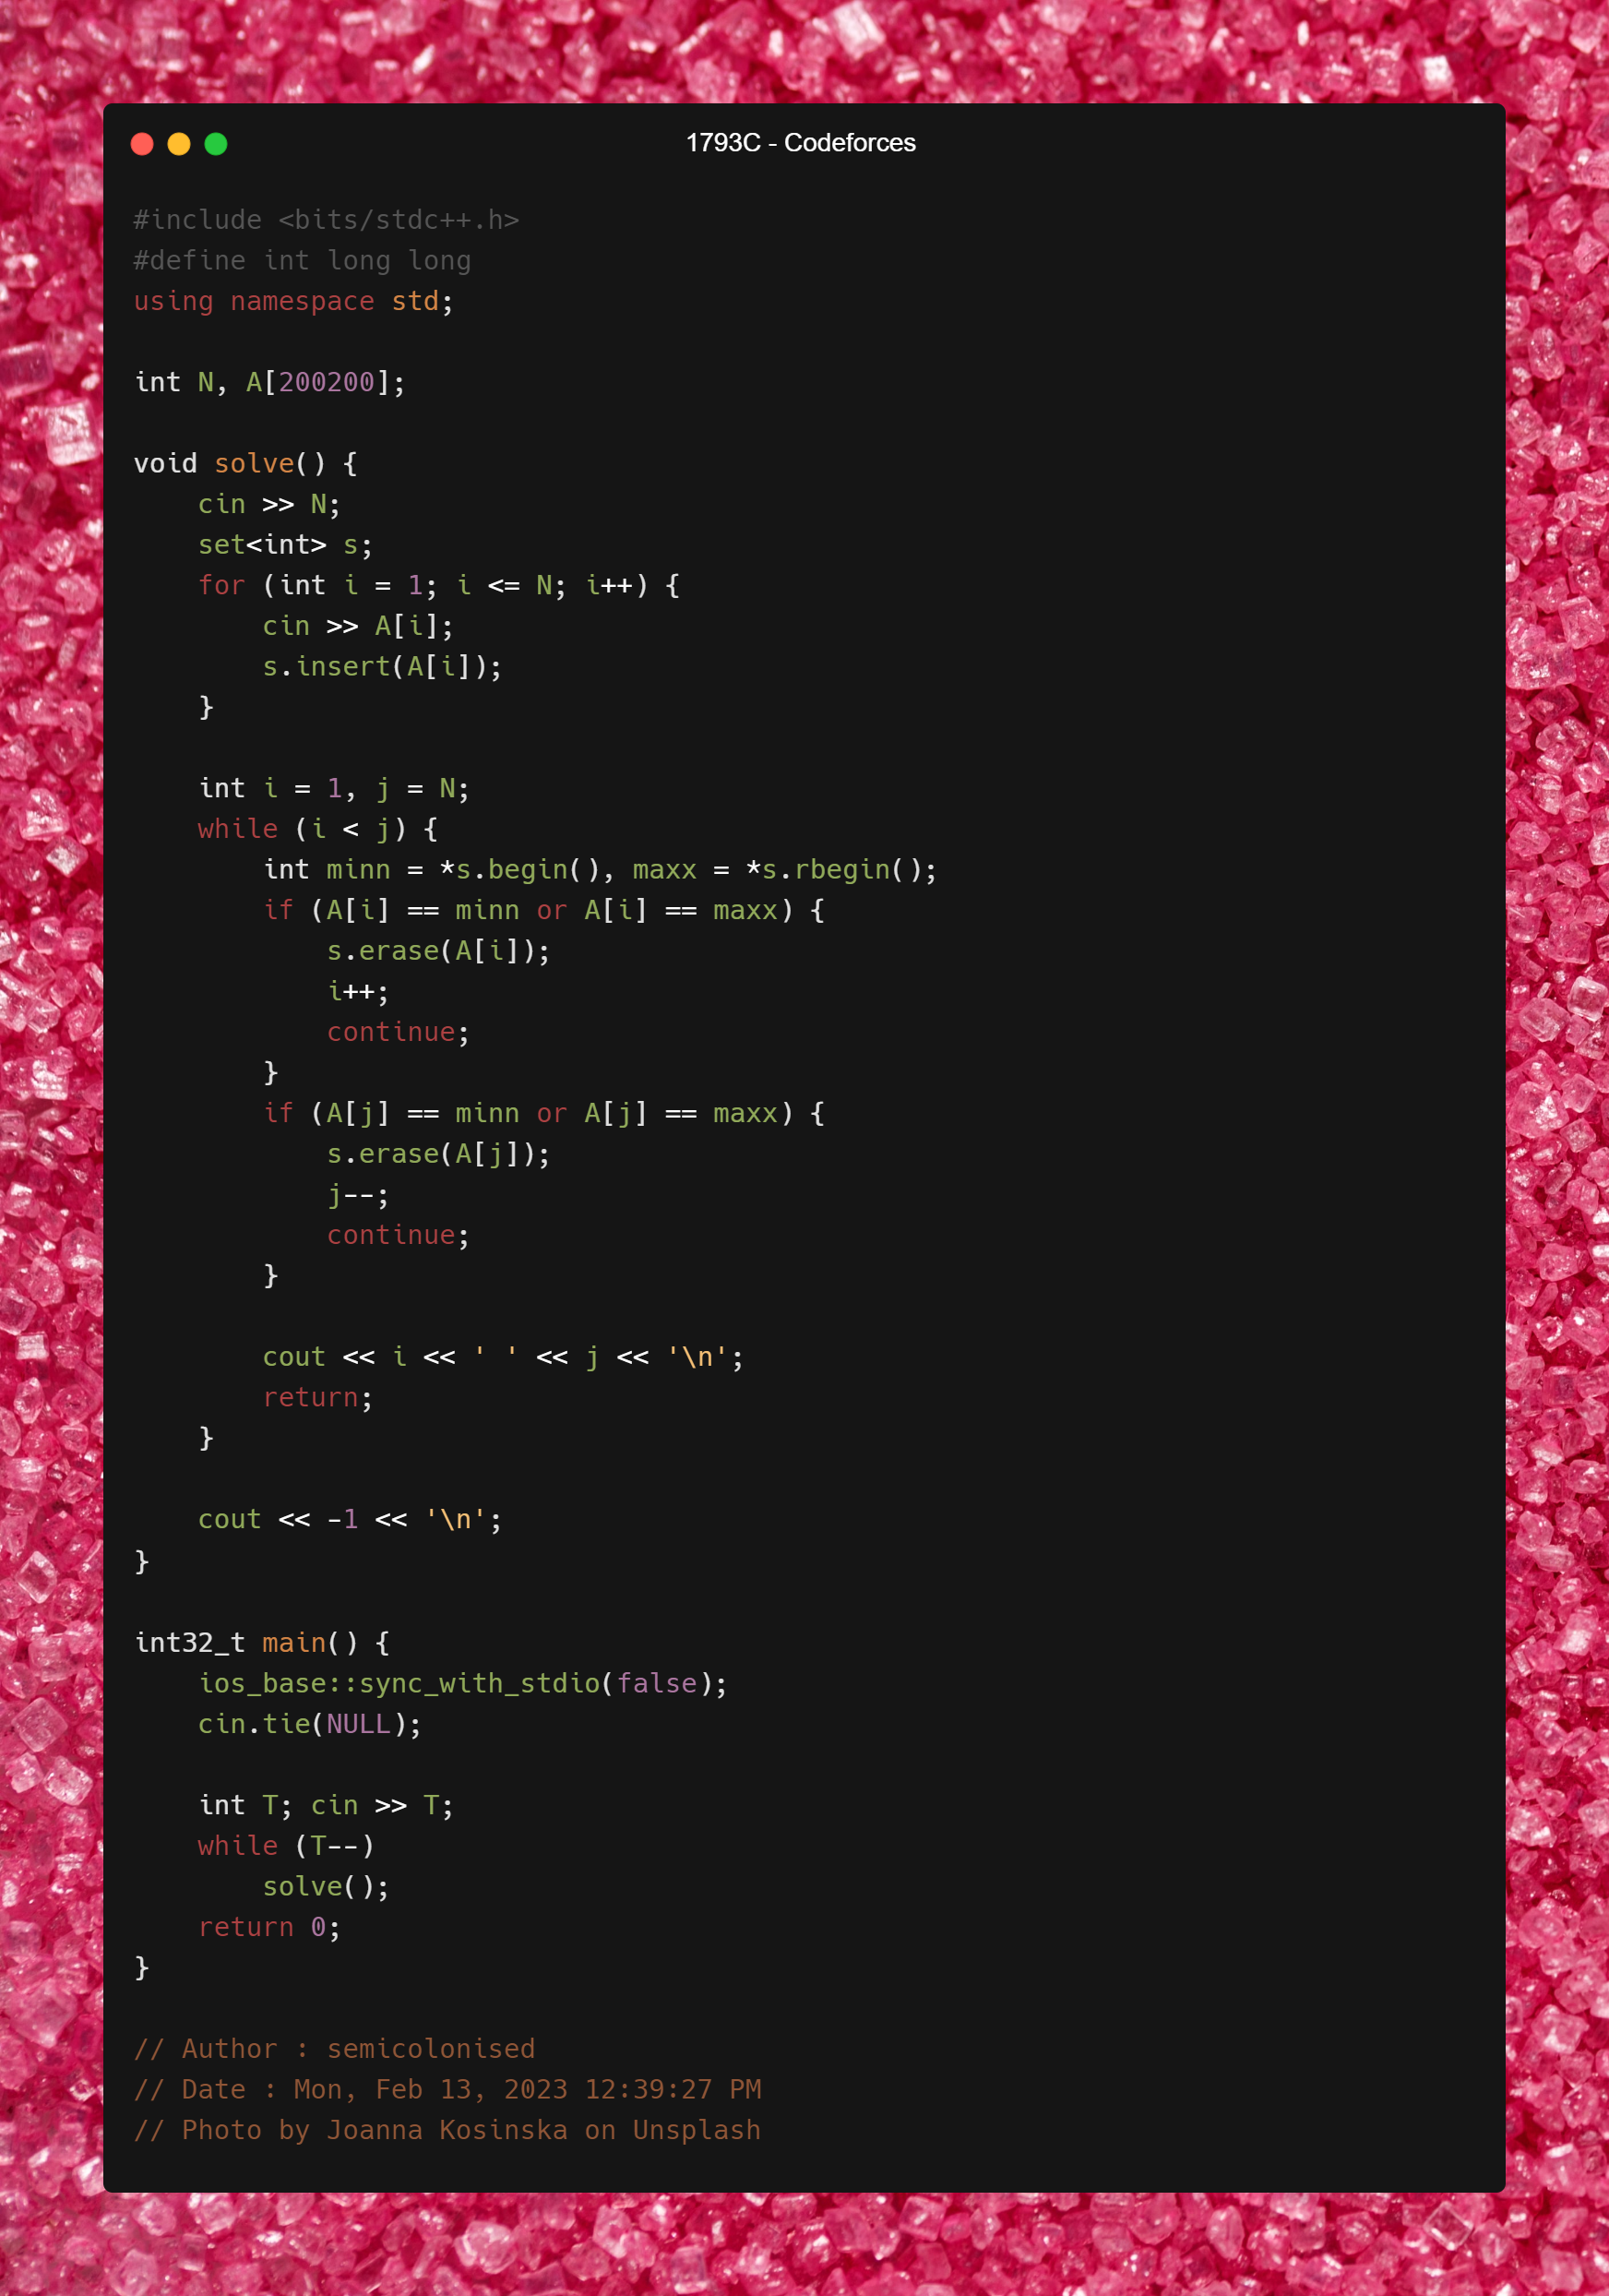 1793C - Codeforces
#include <bits/stdc++.h>
#define int long long
using namespace std;

int N, A[200200];

void solve() {
    cin >> N;
    set<int> s;
    for (int i = 1; i <= N; i++) {
        cin >> A[i];
        s.insert(A[i]);
    }

    int i = 1, j = N;
    while (i < j) {
        int minn = *s.begin(), maxx = *s.rbegin();
        if (A[i] == minn or A[i] == maxx) {
            s.erase(A[i]);
            i++;
            continue;
        }
        if (A[j] == minn or A[j] == maxx) {
            s.erase(A[j]);
            j--;
            continue;
        }

        cout << i << ' ' << j << '\n';
        return;
    }

    cout << -1 << '\n';
}

int32_t main() {
    ios_base::sync_with_stdio(false);
    cin.tie(NULL);

    int T; cin >> T;
    while (T--)
        solve();
    return 0;
}

// Author : semicolonised
// Date : Mon, Feb 13, 2023 12:39:27 PM
// Photo by Joanna Kosinska on Unsplash